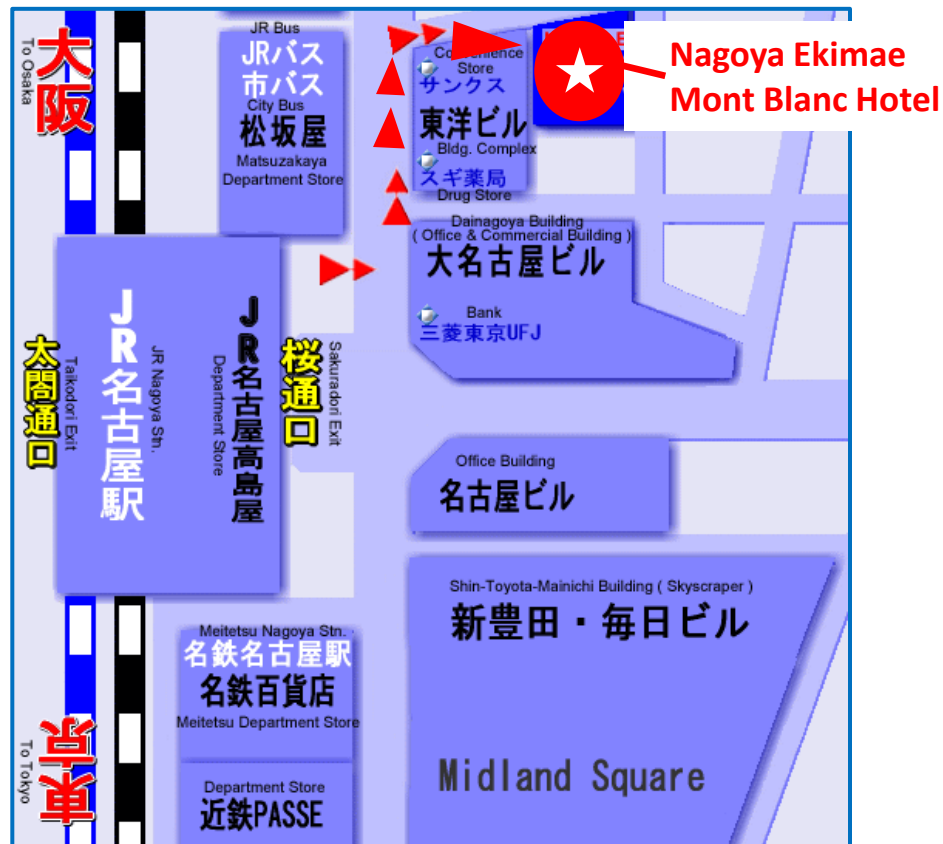 大阪
To Osaka
JR Bus
JRバス
市バス
City Bus
松坂屋
Matsuzakaya
Department Store
Convenience
Store
サンクス
東洋ビル
Bldg. Complex
スギ薬局
Drug Store
Nagoya Ekimae
Mont Blanc Hotel
Dainagoya Building
( Office & Commercial Building )
大名古屋ビル
Bank
三菱東京UFJ
太閤通口
Taikodori Exit
JR名古屋駅
JR Nagoya Stn.
JR名古屋高島屋
Department Store
桜通口
Sakuradori Exit
Office Building
名古屋ビル
Shin-Toyota-Mainichi Building ( Skyscraper )
新豊田・毎日ビル
Midland Square
Meitetsu Nagoya Stn.
名鉄名古屋駅
名鉄百貨店
Meitetsu Department Store
Department Store
近鉄PASSE
東京
To Tokyo